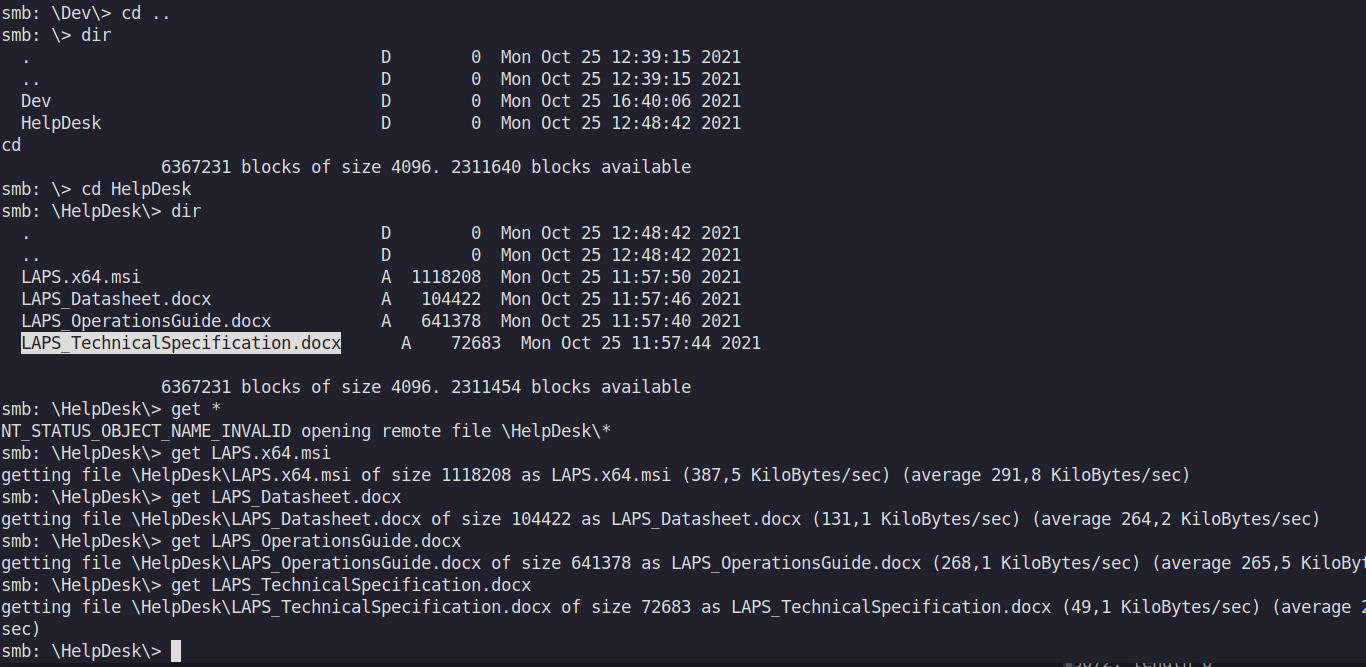 smb: \Dev\> cd ..
smb: \> dir
. D 0 Mon Oct 25 12:39:15 2021
.. D 0 Mon Oct 25 12:39:15 2021
Dev D 0 Mon Oct 25 16:40:06 2021
HelpDesk D 0 Mon Oct 25 12:48:42 2021
cd
6367231 blocks of size 4096. 2311640 blocks available
smb: \> cd HelpDesk
smb: \HelpDesk\> dir
. D 0 Mon Oct 25 12:48:42 2021
.. D 0 Mon Oct 25 12:48:42 2021
LAPS.x64.msi A 1118208 Mon Oct 25 11:57:50 2021
LAPS_Datasheet.docx A 104422 Mon Oct 25 11:57:46 2021
LAPS_OperationsGuide.docx A 641378 Mon Oct 25 11:57:40 2021
LAPS_TechnicalSpecification.docx A 72683 Mon Oct 25 11:57:44 2021
6367231 blocks of size 4096. 2311454 blocks available
smb: \HelpDesk\> get *
NT_STATUS_OBJECT_NAME_INVALID opening remote file \HelpDesk\*
smb: \HelpDesk\> get LAPS.x64.msi
getting file \HelpDesk\LAPS.x64.msi of size 1118208 as LAPS.x64.msi (387,5 KiloBytes/sec) (average 291,8 KiloBytes/sec)
smb: \HelpDesk\> get LAPS_Datasheet.docx
getting file \HelpDesk\LAPS_Datasheet.docx of size 104422 as LAPS_Datasheet.docx (131,1 KiloBytes/sec) (average 264,2 KiloBytes/sec)
smb: \HelpDesk\> get LAPS_OperationsGuide.docx
getting file \HelpDesk\LAPS_OperationsGuide.docx of size 641378 as LAPS_OperationsGuide.docx (268,1 KiloBytes/sec) (average 265,5 KiloByt
smb: \HelpDesk\> get LAPS_TechnicalSpecification.docx
getting file \HelpDesk\LAPS_TechnicalSpecification.docx of size 72683 as LAPS_TechnicalSpecification.docx (49,1 KiloBytes/sec) (average 2
sec)
smb: \HelpDesk\>